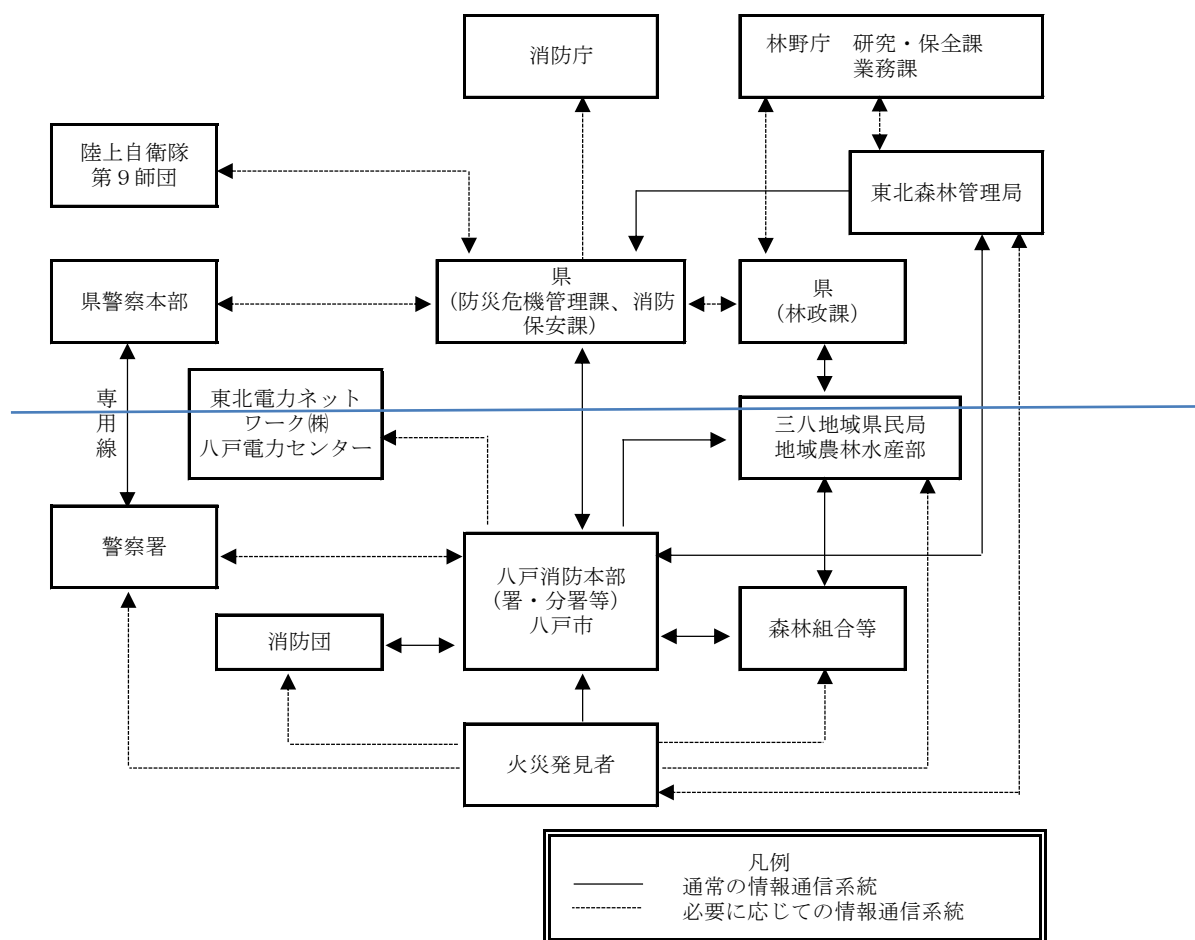 消防庁
林野庁　研究・保全課
業務課
陸上自衛隊
第９師団
東北森林管理局
県警察本部
県
（防災危機管理課、消防
保安課）
県
（林政課）
専用線
東北電力ネット
ワーク㈱
八戸電力センター
三八地域県民局
地域農林水産部
警察署
八戸消防本部
（署・分署等）
八戸市
消防団
森林組合等
火災発見者
凡例
通常の情報通信系統
必要に応じての情報通信系統